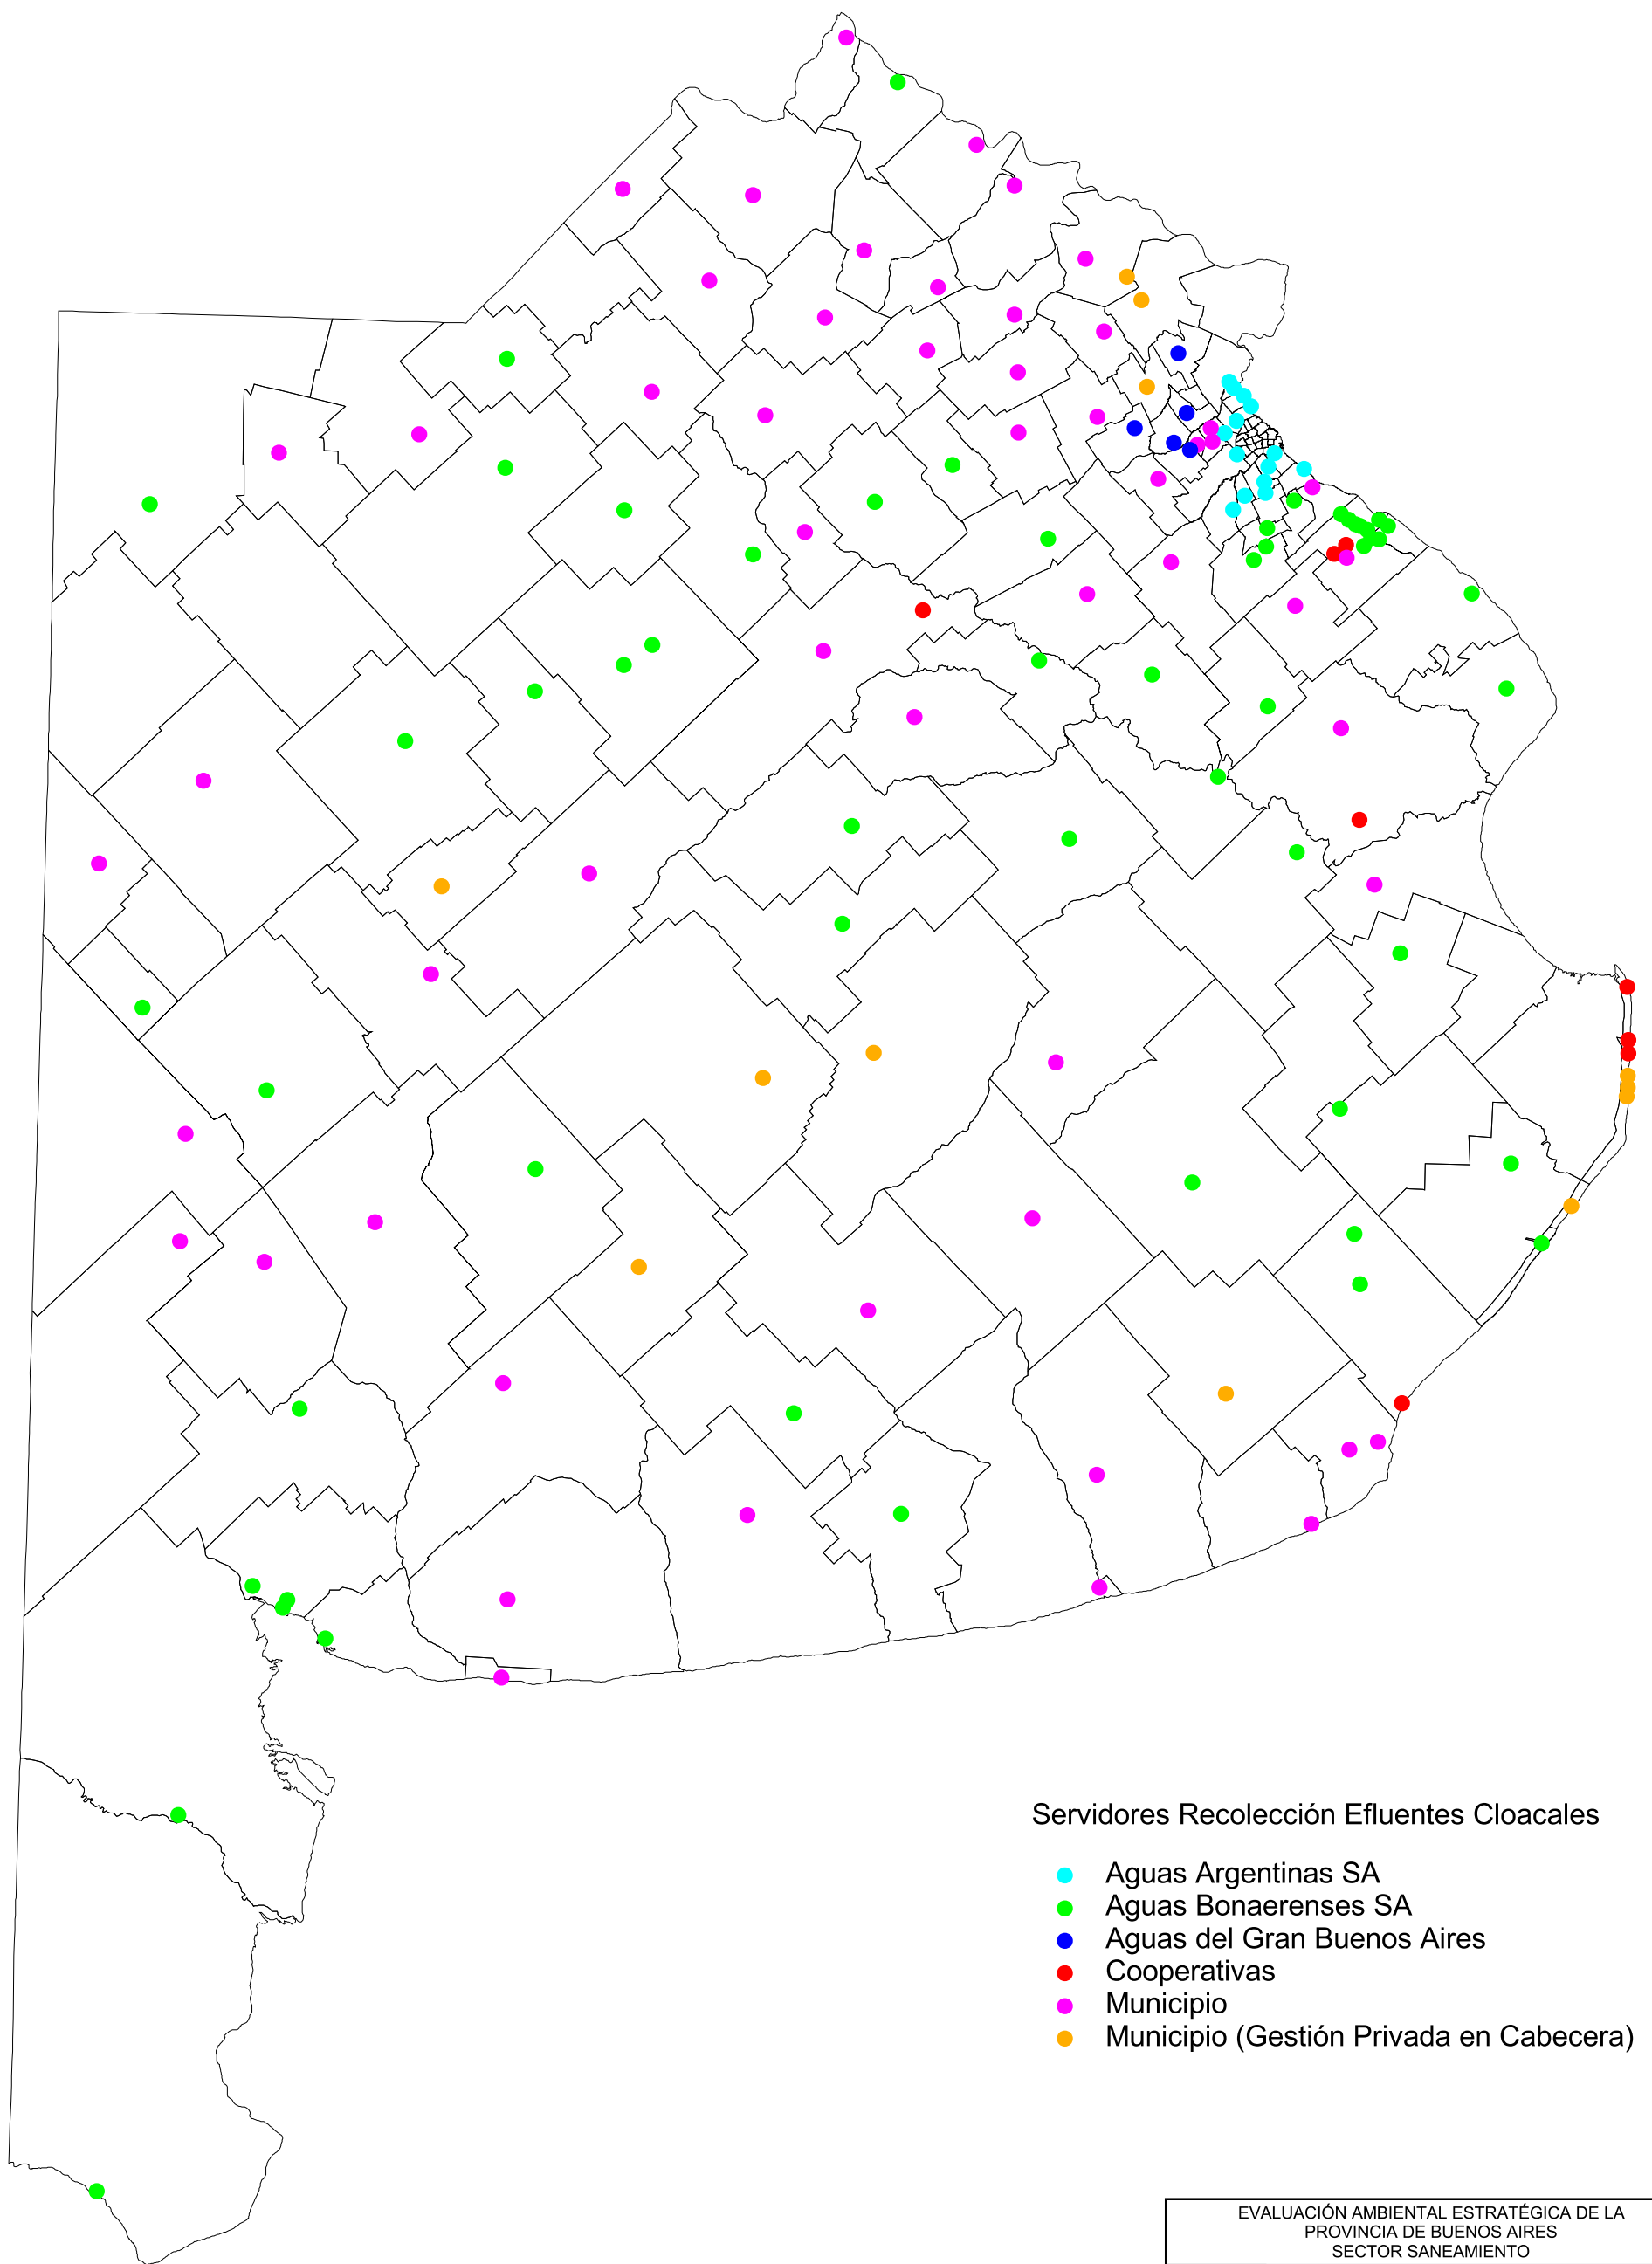 Servidores Recolección Efluentes Cloacales
Aguas Argentinas SA
Aguas Bonaerenses SA
Aguas del Gran Buenos Aires
Cooperativas
Municipio
Municipio (Gestión Privada en Cabecera)
EVALUACIÓN AMBIENTAL ESTRATÉGICA DE LA
PROVINCIA DE BUENOS AIRES
SECTOR SANEAMIENTO